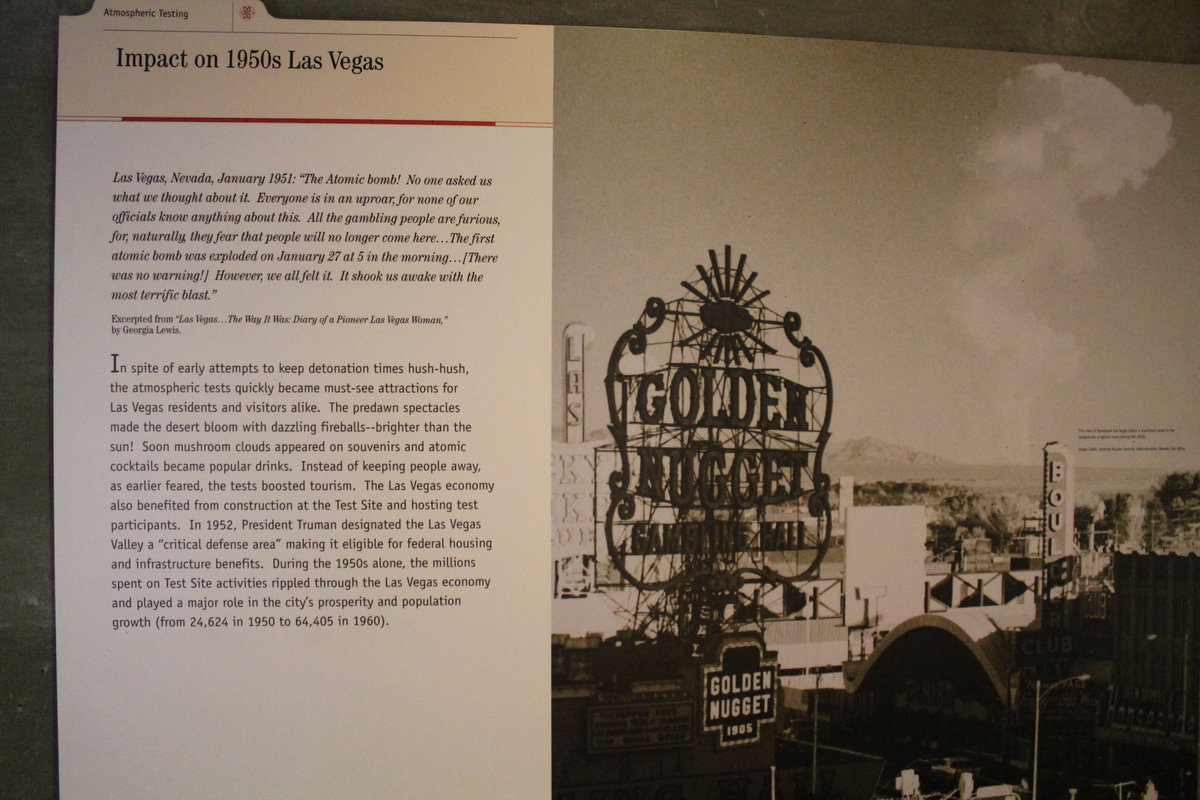 Atmospheric Testing
Impact on 1950s Las Vegas
Las Vegas, Nevada, January 1951: “The Atomic bomb! No one asked us
what we thought about it. Everyone is in an uproar, for none of our
officials know anything about this. All the gambling people are furious,
for, naturally, they fear that people will no longer come here…The first
atomic bomb was exploded on January 27 at 5 in the morning…[There
was no warning!] However, we all felt it. It shook us awake with the
most terrific blast.”
Excerpted from “Las Vegas…The Way It Was: Diary of a Pioneer Las Vegas Woman,”
by Georgia Lewis.
In spite of early attempts to keep detonation times hush-hush,
the atmospheric tests quickly became must-see attractions for
Las Vegas residents and visitors alike. The predawn spectacles
made the desert bloom with dazzling fireballs--brighter than the
sun! Soon mushroom clouds appeared on souvenirs and atomic
cocktails became popular drinks. Instead of keeping people away,
as earlier feared, the tests boosted tourism. The Las Vegas economy
also benefited from construction at the Test Site and hosting test
participants. In 1952, President Truman designated the Las Vegas
Valley a “critical defense area” making it eligible for federal housing
and infrastructure benefits. During the 1950s alone, the millions
spent on Test Site activities rippled through the Las Vegas economy
and played a major role in the city’s prosperity and population
growth (from 24,624 in 1950 to 64,405 in 1960).
LAS
GOLDEN
NUGGET
GAMBLING HALL
BOU
CLUB
GOLDEN
NUGGET
1905